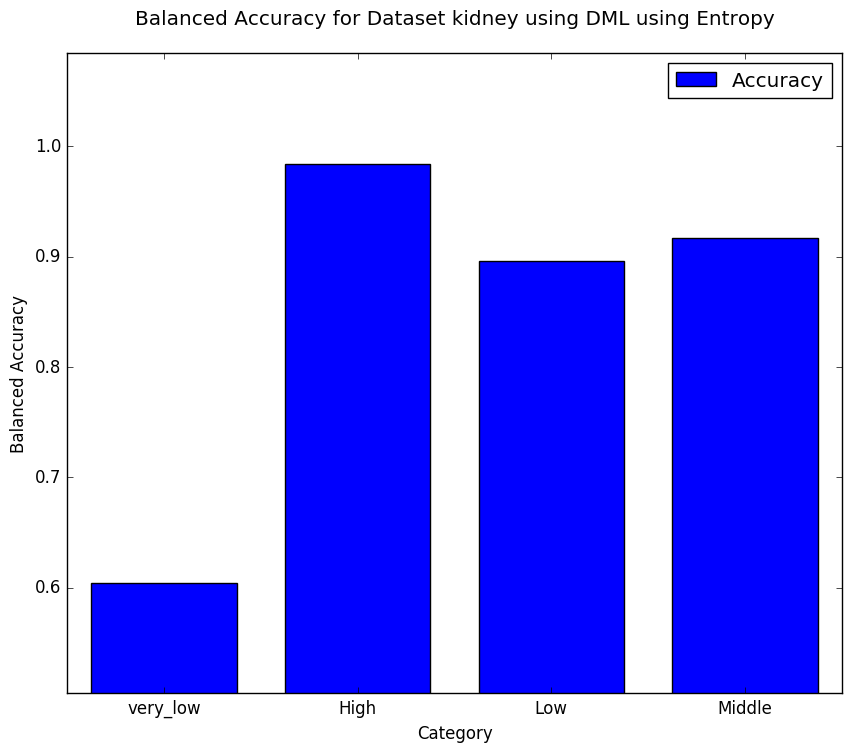 Balanced Accuracy for Dataset kidney using DML using Entropy
Accuracy
1.0
0.9
0.8
0.7
0.6
Balanced Accuracy
very_low High Low Middle
Category